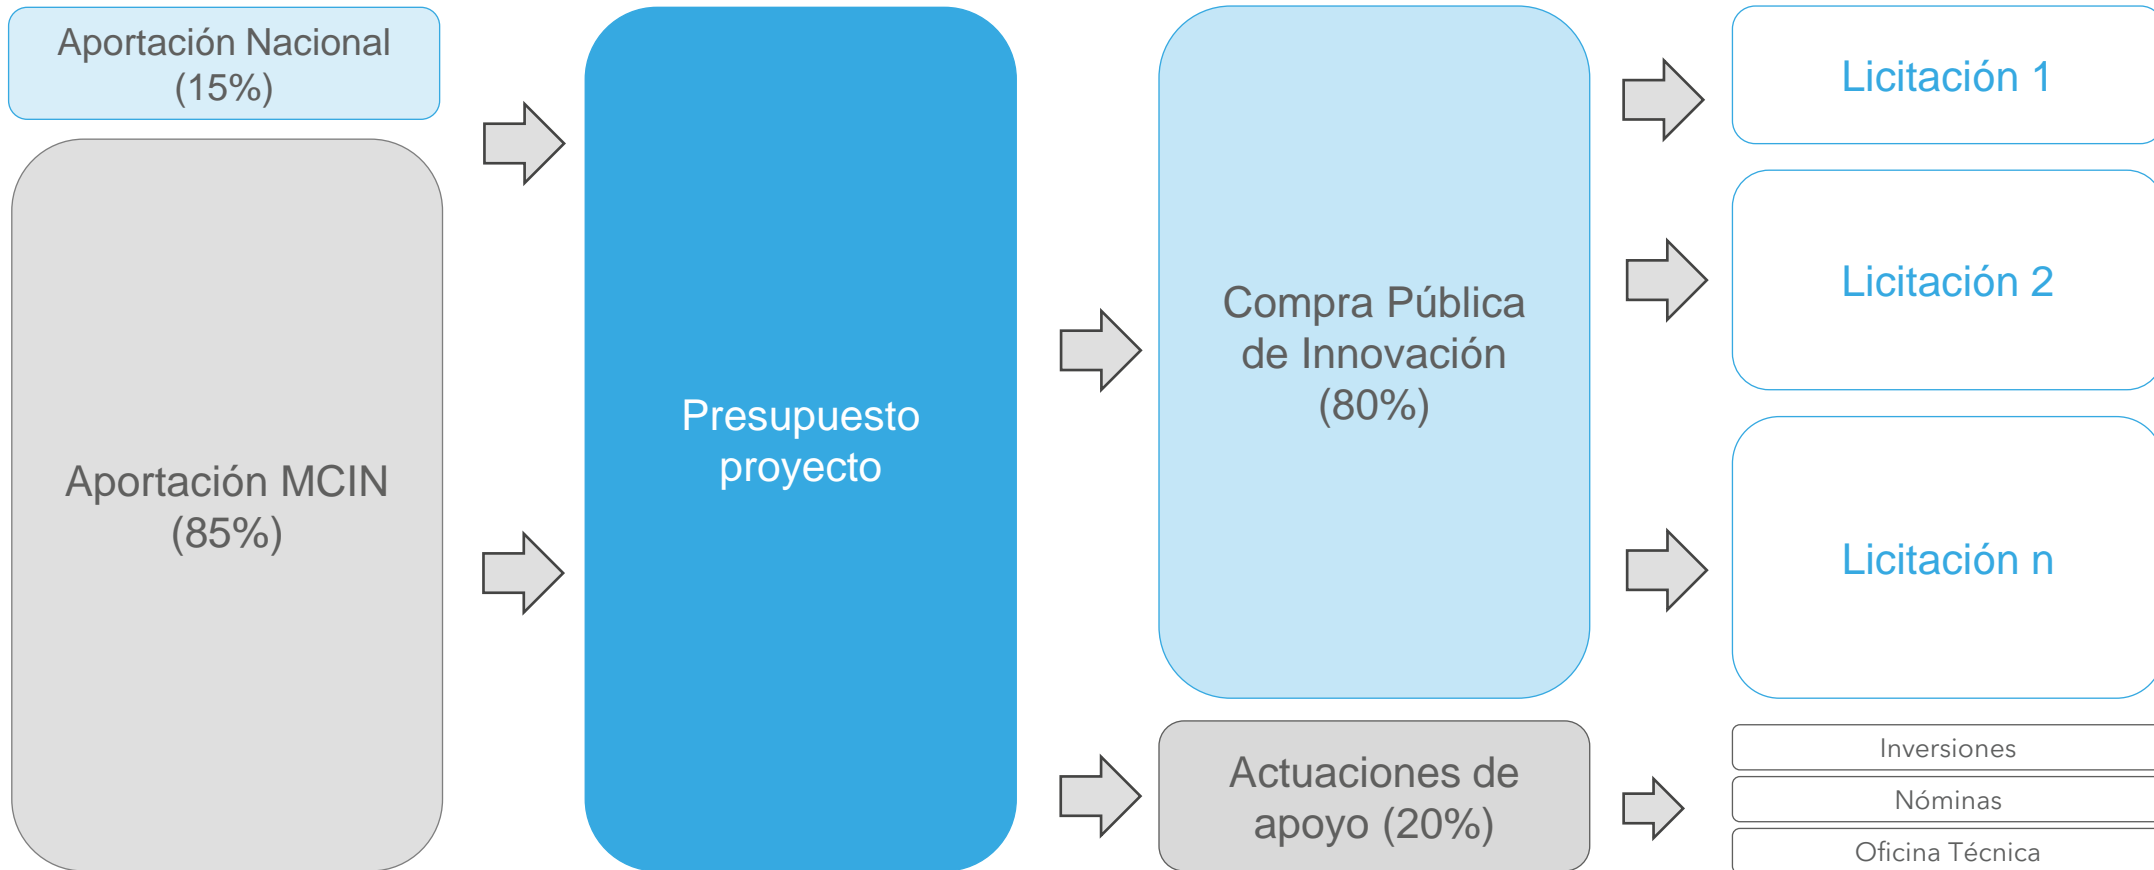 Aportación Nacional
(15%)
Aportación MCIN
(85%)
Presupuesto
proyecto
Compra Pública
de Innovación
(80%)
Actuaciones de
apoyo (20%)
Licitación 1
Licitación 2
Licitación n
Inversiones
Nóminas
Oficina Técnica